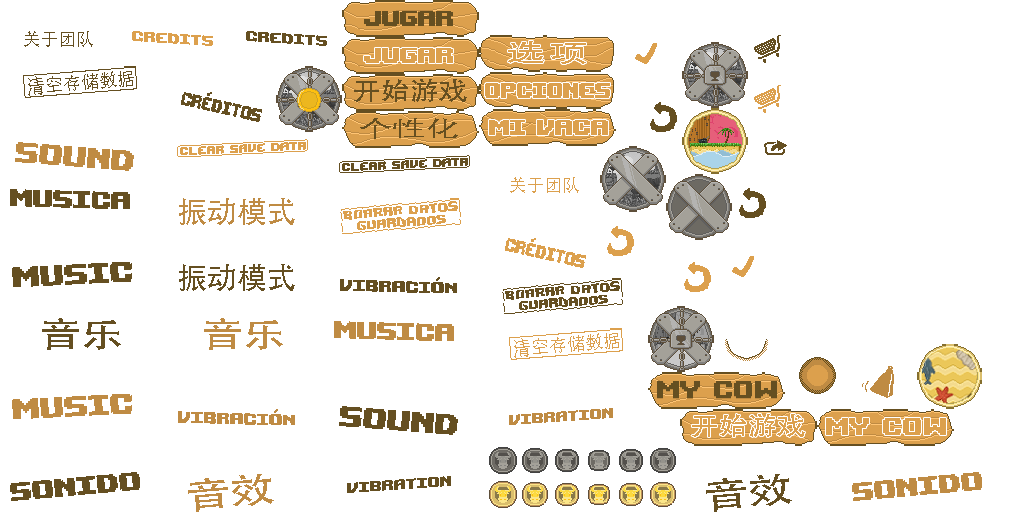 关于团队
CREDITS
CREDITS
JUGAR
JUGAR
选项
清空存储数据
CRÉDITOS
开始游戏
OPCIONES
个性化
MI VACA
SOUND
CLEAR SAVE DATA
CLEAR SAVE DATA
关于团队
MUSICA
振动模式
BOARAR DATOS
GUARDADOS
CRÉDITOS
MUSIC
振动模式
VIBRACIÓN
BOARAR DATOS
GUARDADOS
音乐
音乐
MUSICA
清空存储数据
MY COW
MUSIC
VIBRACIÓN
SOUND
VIBRATION
开始游戏
MY COW
SONIDO
音效
VIBRATION
音效
SONIDO